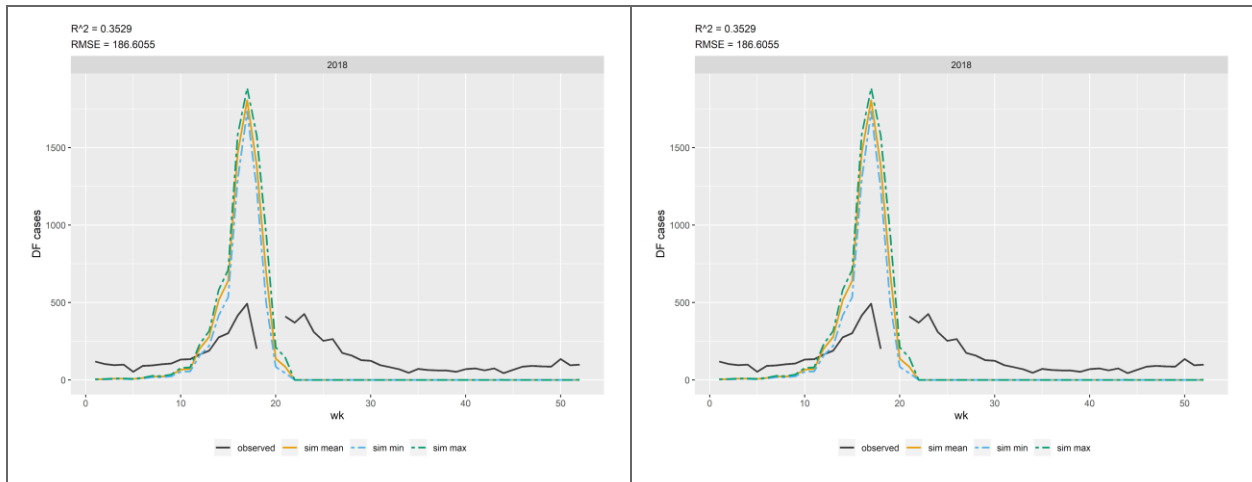 R^2 = 0.3529
RMSE = 186.6055
2018
1500
1000
500
0
DF cases
0 10 20 30 40 50
wk
observed sim mean sim min sim max
R^2 = 0.3529
RMSE = 186.6055
2018
1500
1000
500
0
DF cases
0 10 20 30 40 50
wk
observed sim mean sim min sim max